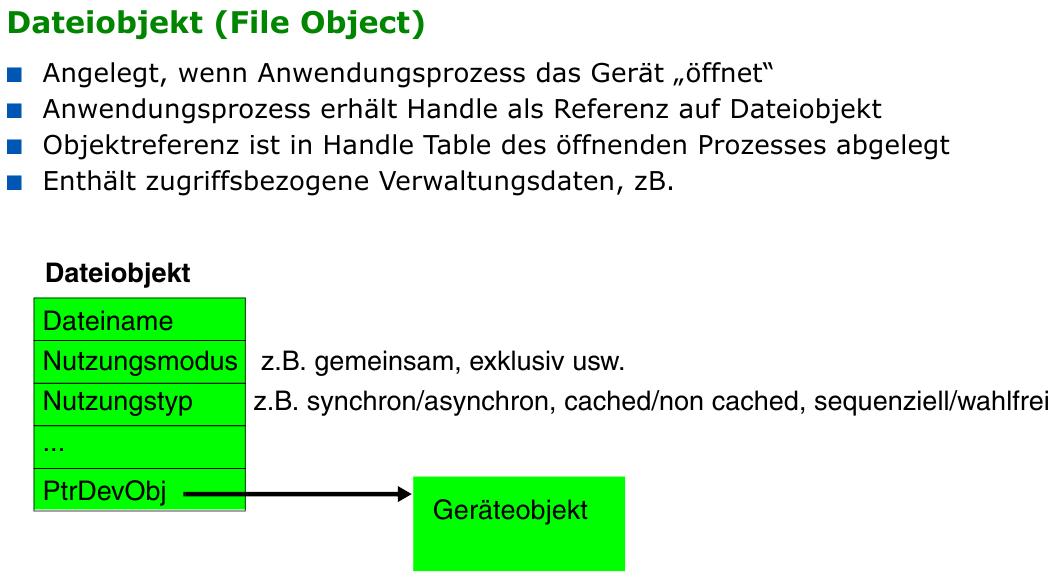 Dateiobjekt (File Object)
Angelegt, wenn Anwendungsprozess das Gerät „öffnet“
Anwendungsprozess erhält Handle als Referenz auf Dateiobjekt
Objektreferenz ist in Handle Table des öffnenden Prozesses abgelegt
Enthält zugriffsbezogene Verwaltungsdaten, zB.
Dateiobjekt
Dateiname
Nutzungsmodus z.B. gemeinsam, exklusiv usw.
Nutzungstyp z.B. synchron/asynchron, cached/non cached, sequenziell/wahlfrei
...
PtrDevObj
Geräteobjekt